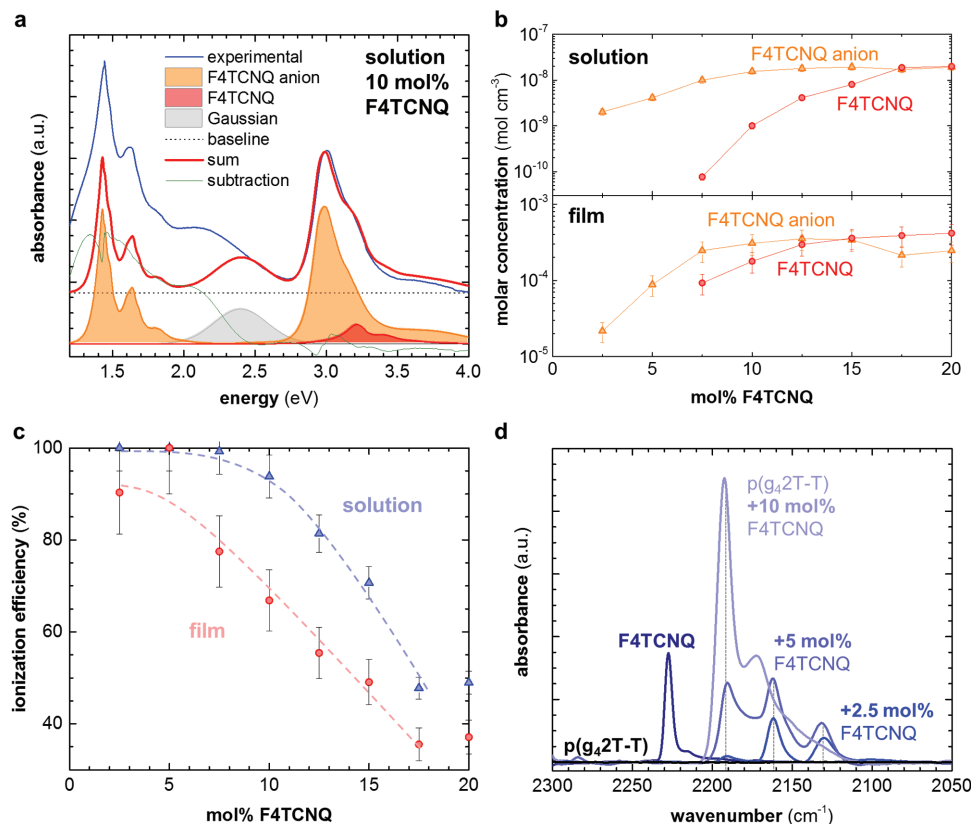 a
experimental
F4TCNQ anion
F4TCNQ
Gaussian
baseline
sum
subtraction
solution
10 mol%
F4TCNQ
absorbance (a.u.)
1.5 2.0 2.5 3.0 3.5 4.0
energy (eV)
b
solution
F4TCNQ anion
F4TCNQ
10⁻⁷
10⁻⁸
10⁻⁹
10⁻¹⁰
film
F4TCNQ anion
F4TCNQ
10⁻³
10⁻⁴
10⁻⁵
molar concentration (mol cm⁻³)
0 5 10 15 20
mol% F4TCNQ
c
solution
film
100
80
60
40
ionization efficiency (%)
0 5 10 15 20
mol% F4TCNQ
d
p(g₄2T-T)
+10 mol%
F4TCNQ
F4TCNQ
+5 mol%
F4TCNQ
+2.5 mol%
F4TCNQ
p(g₄2T-T)
absorbance (a.u.)
2300 2250 2200 2150 2100 2050
wavenumber (cm⁻¹)